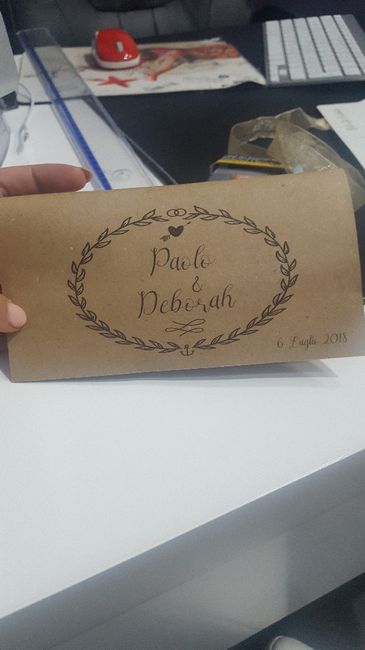 Paolo
&
Deborah
6 Luglio 2018